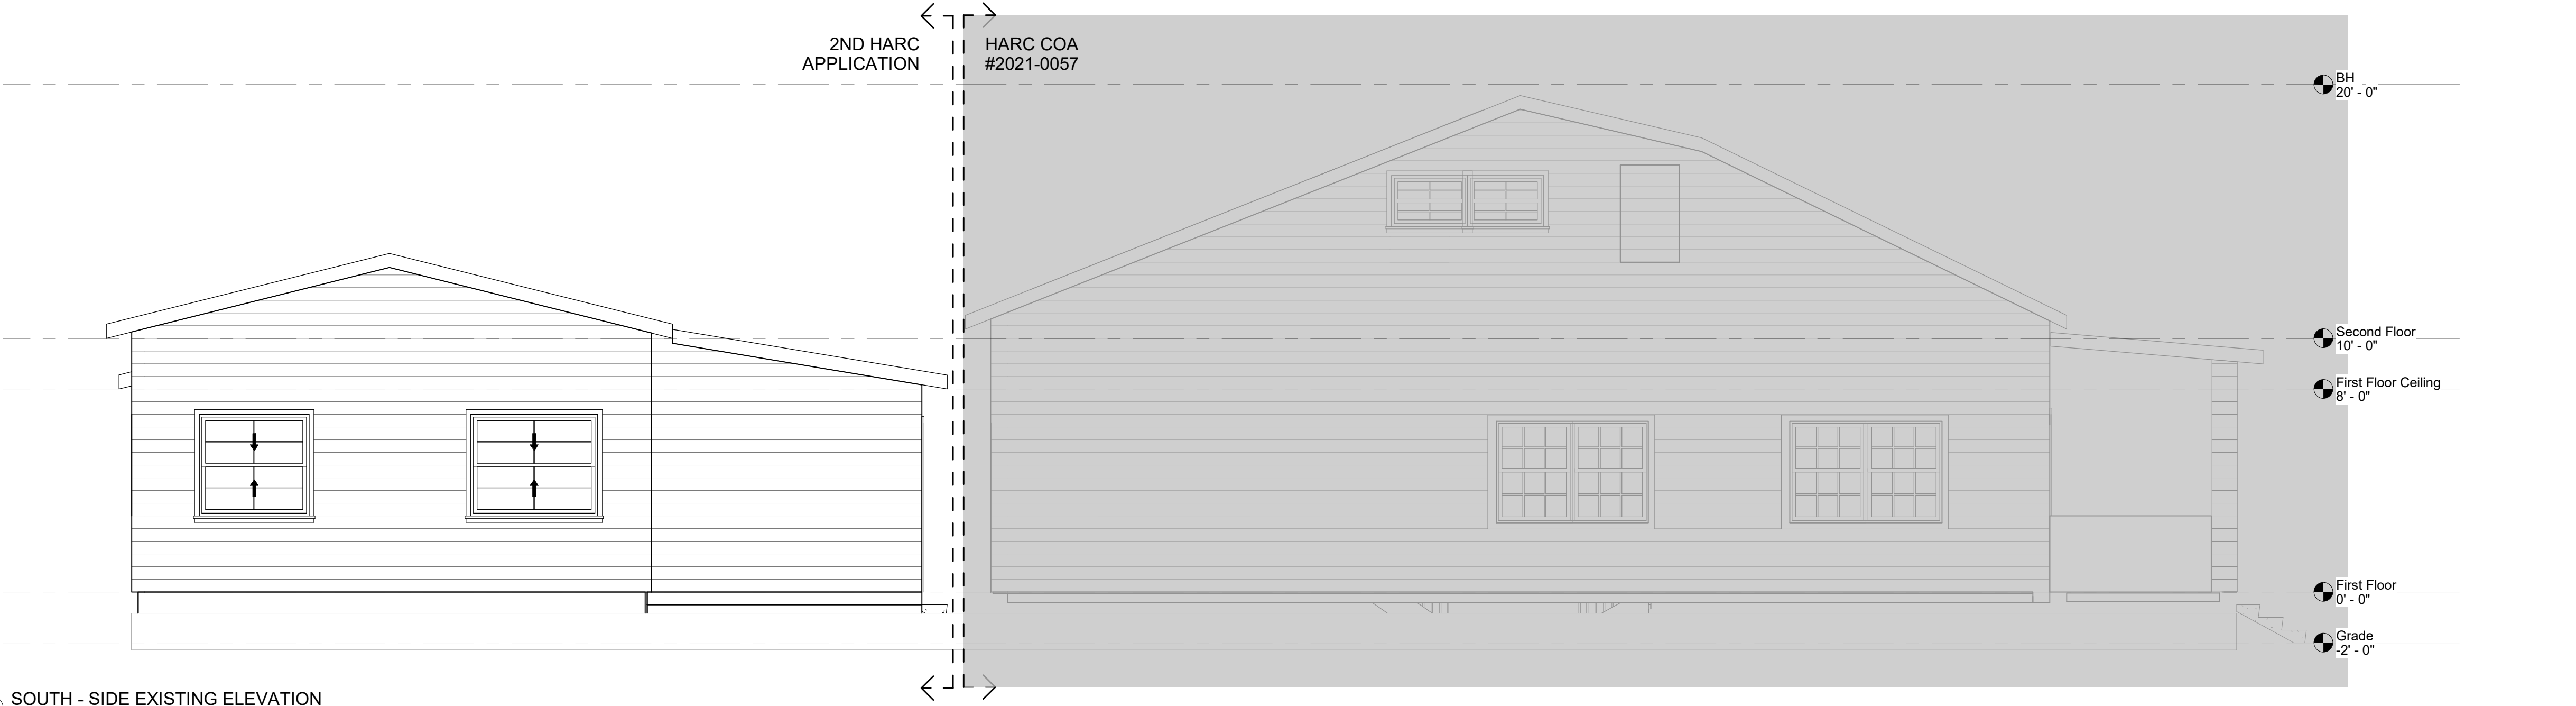 2ND HARC
APPLICATION
HARC COA
#2021-0057
BH
20' - 0"
Second Floor
10' - 0"
First Floor Ceiling
8' - 0"
First Floor
0' - 0"
Grade
-2' - 0"
SOUTH - SIDE EXISTING ELEVATION